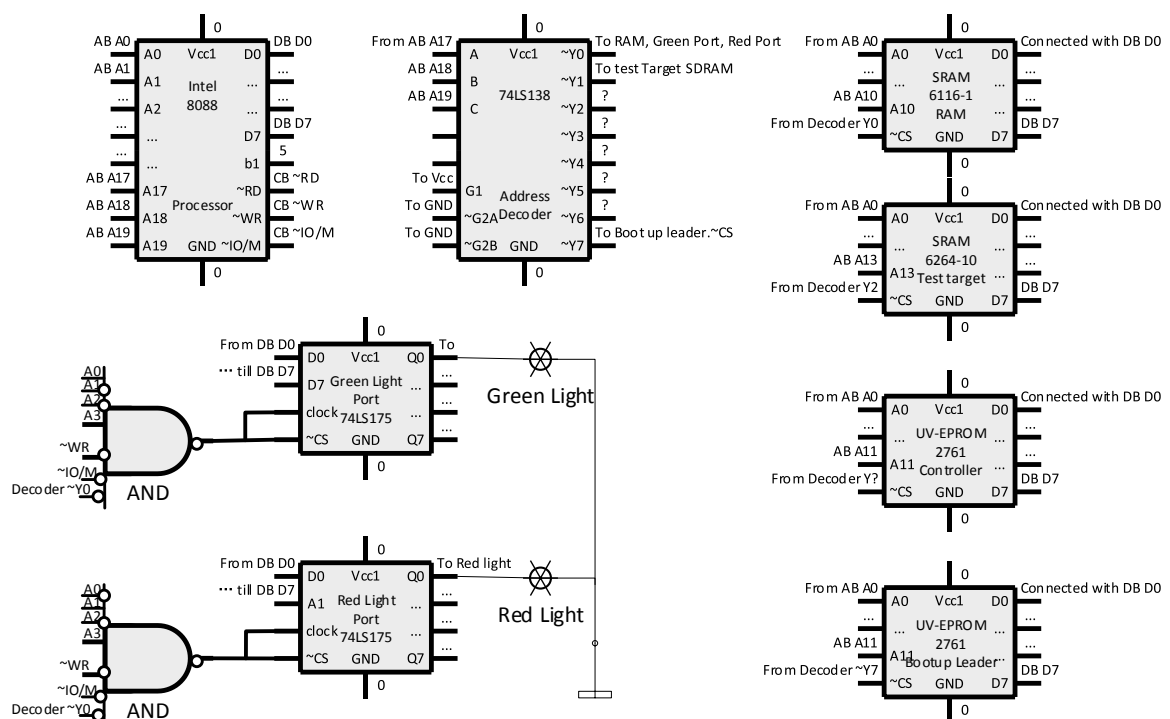 0
AB A0
A0
Vcc1
D0
DB D0
AB A1
A1
Intel
8088
...
...
...
A2
...
...
...
...
D7
DB D7
...
...
b1
5
AB A17
A17
~RD
CB ~RD
AB A18
A18
Processor
~WR
CB ~WR
AB A19
A19
GND
~IO/M
CB ~IO/M
0
0
From AB A17
A
Vcc1
~Y0
To RAM, Green Port, Red Port
AB A18
B
~Y1
To test Target SDRAM
AB A19
C
74LS138
~Y2
?
~Y3
?
~Y4
?
To Vcc
G1
Address
Decoder
~Y5
?
To GND
~G2A
~Y6
?
To GND
~G2B
GND
~Y7
To Boot up leader.~CS
0
0
From AB A0
A0
Vcc1
D0
Connected with DB D0
...
...
SRAM
6116-1
RAM
...
...
AB A10
A10
...
...
From Decoder Y0
~CS
GND
D7
DB D7
0
0
From AB A0
A0
Vcc1
D0
Connected with DB D0
...
...
SRAM
6264-10
Test target
...
...
AB A13
A13
...
...
From Decoder Y2
~CS
GND
D7
DB D7
0
0
From AB A0
A0
Vcc1
D0
Connected with DB D0
...
...
UV-EPROM
2761
Controller
...
...
AB A11
A11
...
...
From Decoder Y?
~CS
GND
D7
DB D7
0
0
From AB A0
A0
Vcc1
D0
Connected with DB D0
...
...
UV-EPROM
2761
Bootup Leader
...
...
AB A11
A11
...
...
From Decoder ~Y7
~CS
GND
D7
DB D7
0
A0
A1
A2
A3
~WR
~IO/M
Decoder ~Y0
AND
0
From DB D0
D0
Vcc1
Q0
To
... till DB D7
D7
Green Light
Port
74LS175
...
...
clock
...
...
~CS
GND
Q7
...
0
Green Light
A0
A1
A2
A3
~WR
~IO/M
Decoder ~Y0
AND
0
From DB D0
D0
Vcc1
Q0
To Red light
... till DB D7
A1
Red Light
Port
74LS175
...
...
clock
...
...
~CS
GND
Q7
...
0
Red Light